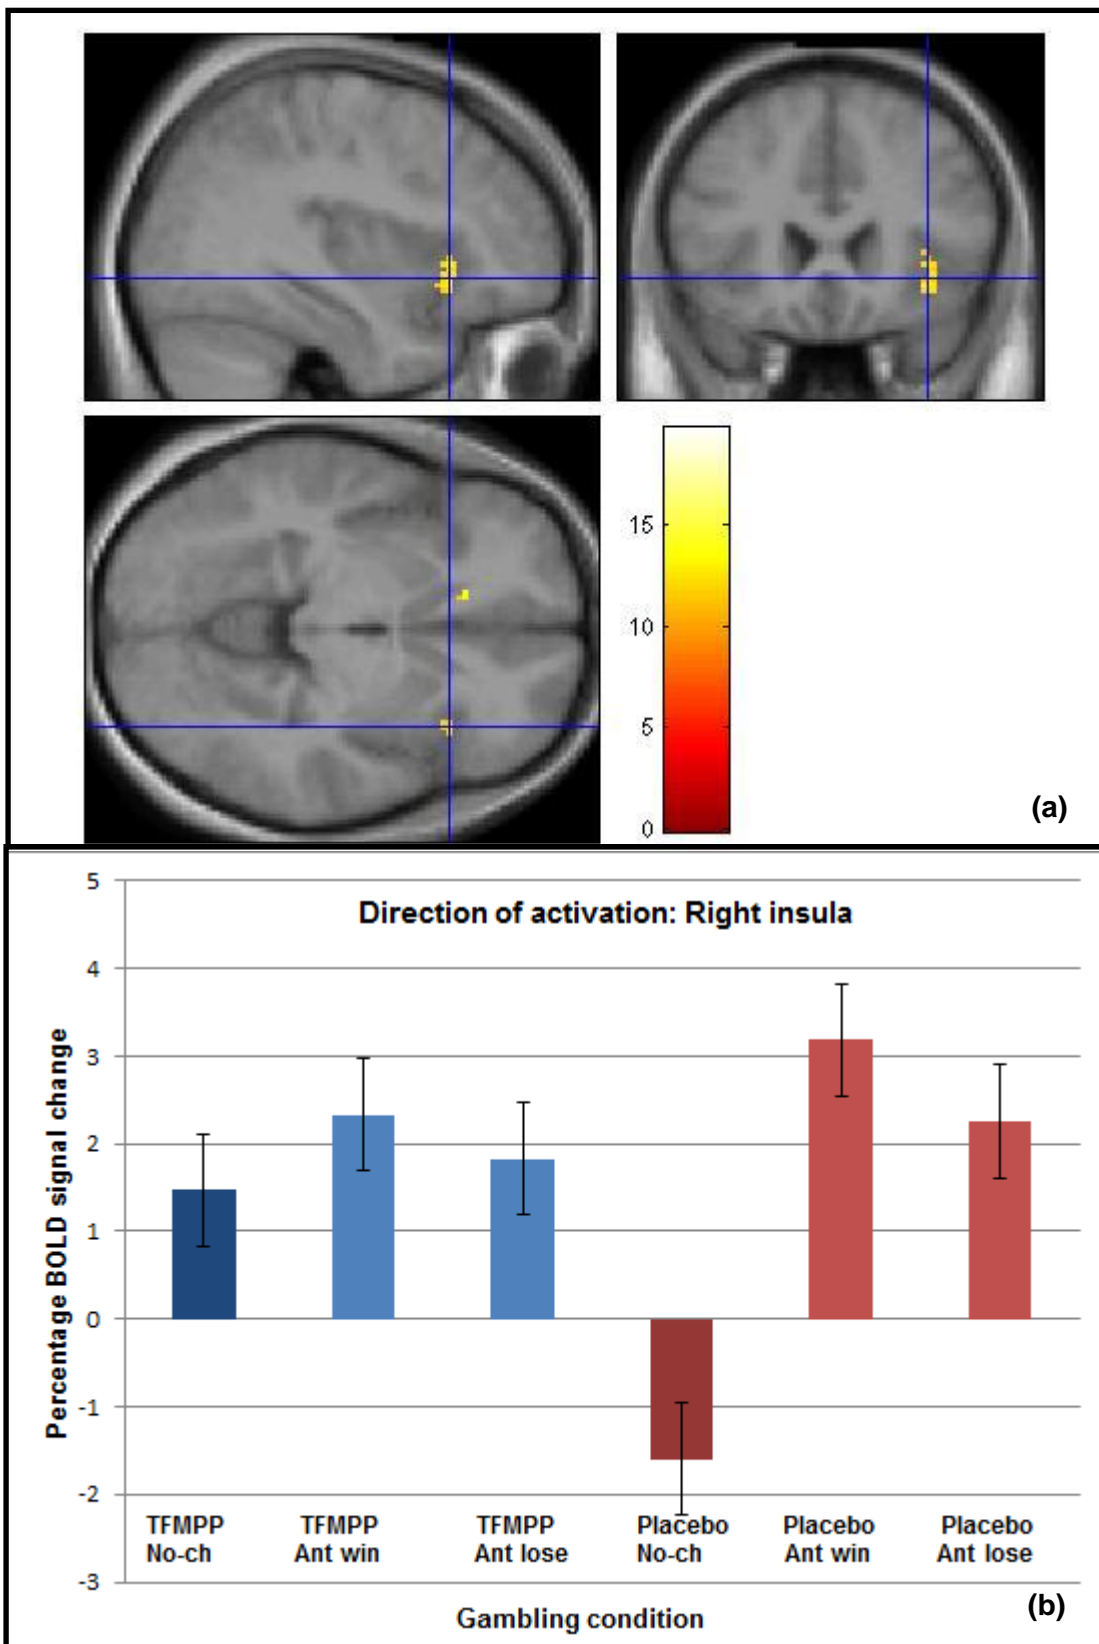 15
10
5
0
(a)
Direction of activation: Right insula
Percentage BOLD signal change
5
4
3
2
1
0
-1
-2
-3
TFMPP
No-ch
TFMPP
Ant win
TFMPP
Ant lose
Placebo
No-ch
Placebo
Ant win
Placebo
Ant lose
Gambling condition
(b)